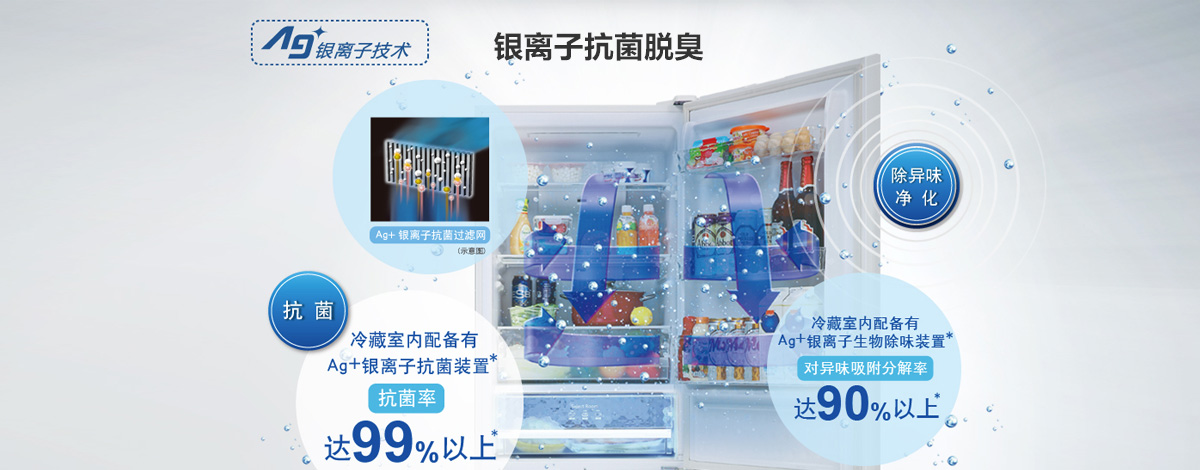 Ag+银离子技术
银离子抗菌脱臭
Ag+ 银离子抗菌过滤网
(示意图)
除异味
净 化
抗 菌
冷藏室内配备有
Ag+银离子抗菌装置*
抗菌率
达99%以上*
冷藏室内配备有
Ag+银离子生物除味装置*
对异味吸附分解率
达90%以上*